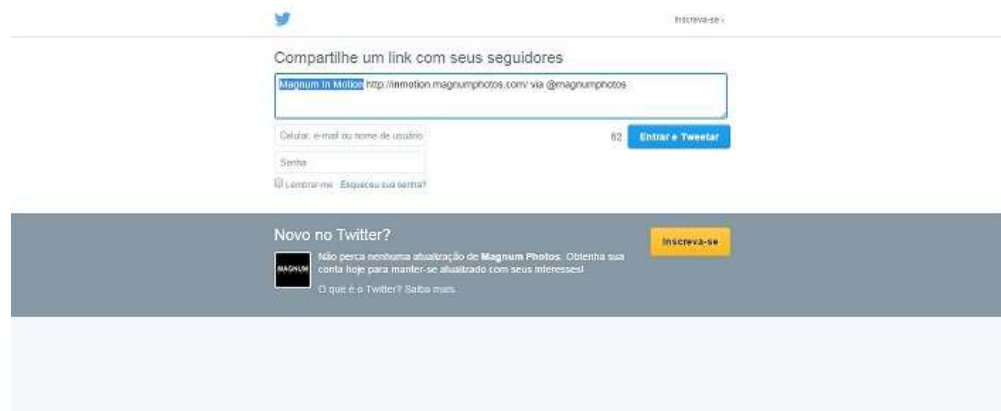 Inscreva-se ›
Compartilhe um link com seus seguidores
Magnum In Motion http://inmotion.magnumphotos.com/ via @magnumphotos
Celular, e-mail ou nome de usuário
62 Entrar e Tweetar
Senha
Lembrar-me · Esqueceu sua senha?
Novo no Twitter?
Inscreva-se
Não perca nenhuma atualização de Magnum Photos. Obtenha sua
MAGNUM
conta hoje para manter-se atualizado com seus interesses!
O que é o Twitter? Saiba mais.